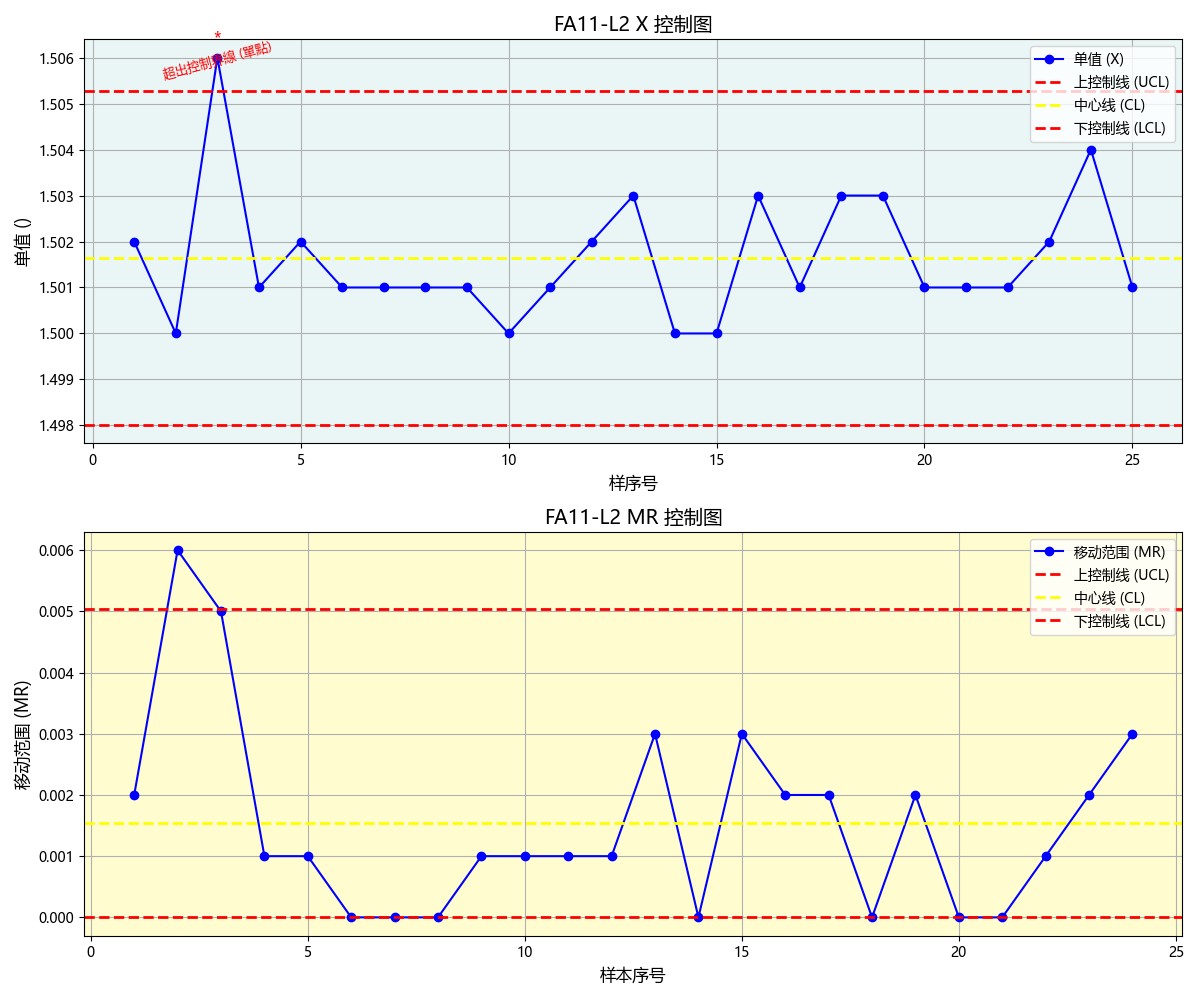 FA11-L2 X 控制图
*
超出控制界線 (單點)
单值 (X)
上控制线 (UCL)
中心线 (CL)
下控制线 (LCL)
1.506
1.505
1.504
1.503
1.502
1.501
1.500
1.499
1.498
单值 ()
0 5 10 15 20 25
样序号
FA11-L2 MR 控制图
移动范围 (MR)
上控制线 (UCL)
中心线 (CL)
下控制线 (LCL)
0.006
0.005
0.004
0.003
0.002
0.001
0.000
移动范围 (MR)
0 5 10 15 20 25
样本序号